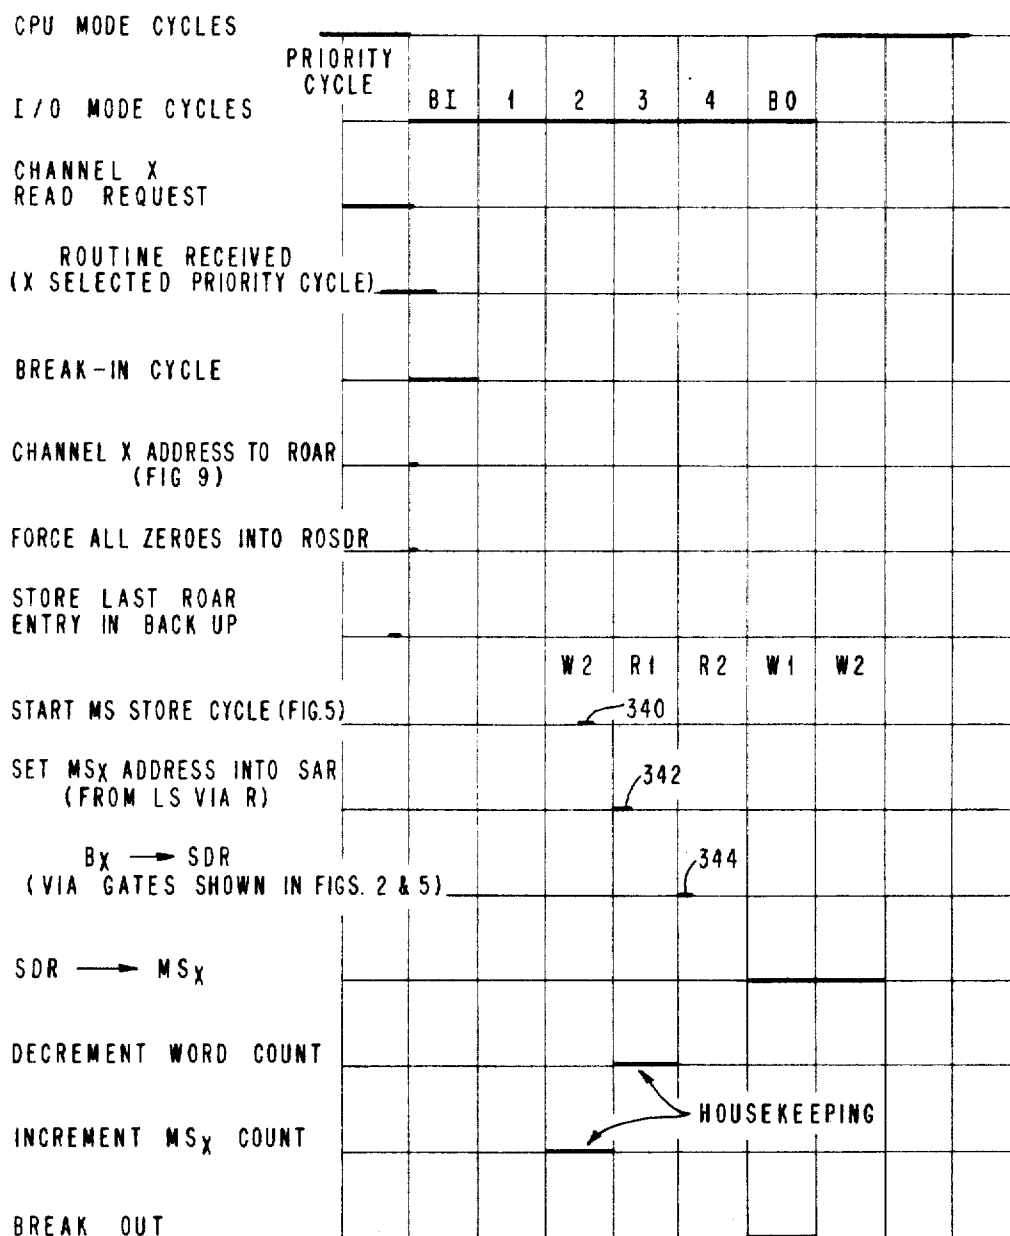 CPU MODE CYCLES
PRIORITY
CYCLE
I/O MODE CYCLES
BI 1 2 3 4 BO
CHANNEL X
READ REQUEST
ROUTINE RECEIVED
(X SELECTED PRIORITY CYCLE)
BREAK-IN CYCLE
CHANNEL X ADDRESS TO ROAR
(FIG 9)
FORCE ALL ZEROES INTO ROSDR
STORE LAST ROAR
ENTRY IN BACK UP
W2 R1 R2 W1 W2
START MS STORE CYCLE (FIG.5)
340
SET MSX ADDRESS INTO SAR
(FROM LS VIA R)
342
BX → SDR
(VIA GATES SHOWN IN FIGS. 2 & 5)
344
SDR → MSX
DECREMENT WORD COUNT
HOUSEKEEPING
INCREMENT MSX COUNT
BREAK OUT